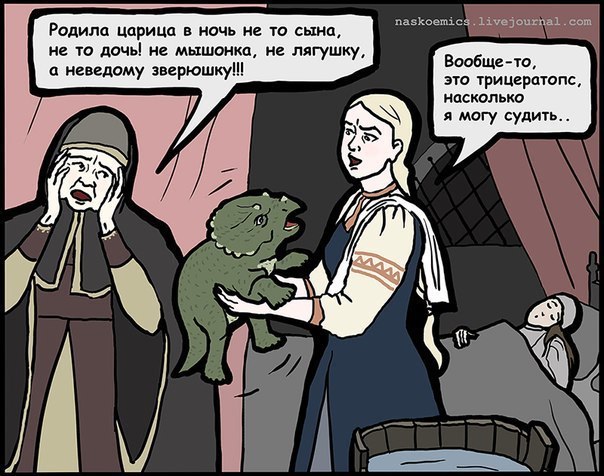 naskoemics.livejournal.com
Родила царица в ночь не то сына,
не то дочь! не мышонка, не лягушку,
а неведому зверюшку!!!
Вообще-то,
это трицератопс,
насколько
я могу судить..